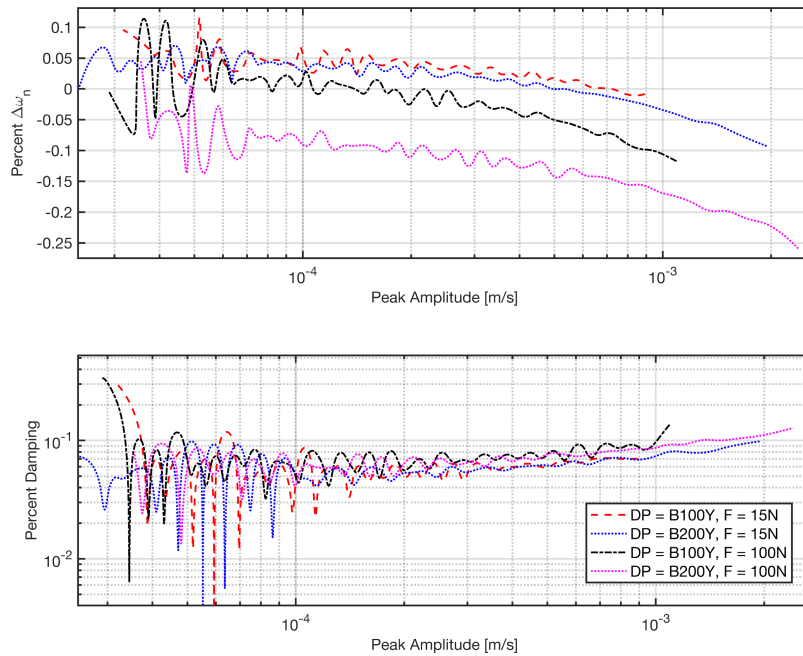 0.1
0.05
0
-0.05
-0.1
-0.15
-0.2
-0.25
Percent Δωn
10-4
10-3
Peak Amplitude [m/s]
10-1
10-2
Percent Damping
DP = B100Y, F = 15N
DP = B200Y, F = 15N
DP = B100Y, F = 100N
DP = B200Y, F = 100N
10-4
10-3
Peak Amplitude [m/s]